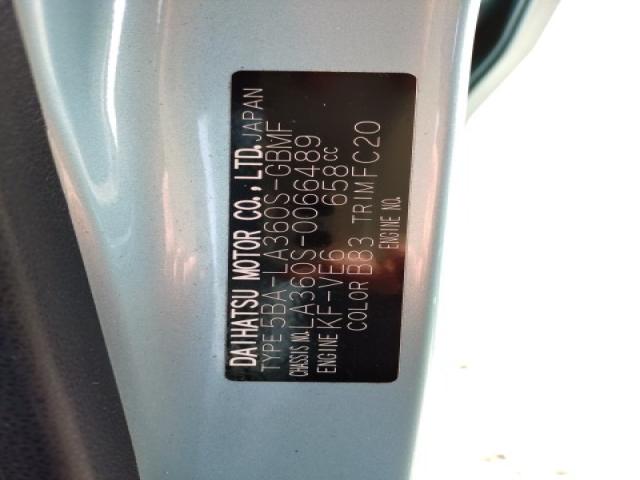 DAIHATSU MOTOR CO., LTD. JAPAN
TYPE 5BA-LA360S-GBMF
CHASSIS NO. LA360S-0066489
ENGINE KF-VE6 658cc
COLOR B83 TRIM FC20
ENGINE NO.